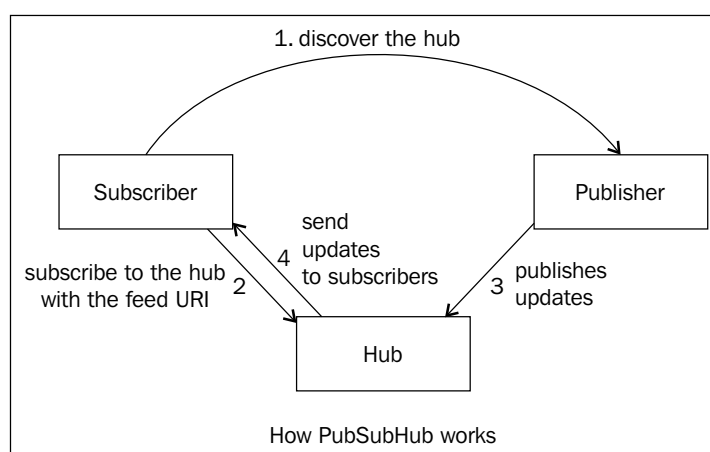 1. discover the hub
Subscriber
Publisher
subscribe to the hub
with the feed URI
2
4
send
updates
to subscribers
3
publishes
updates
Hub
How PubSubHub works